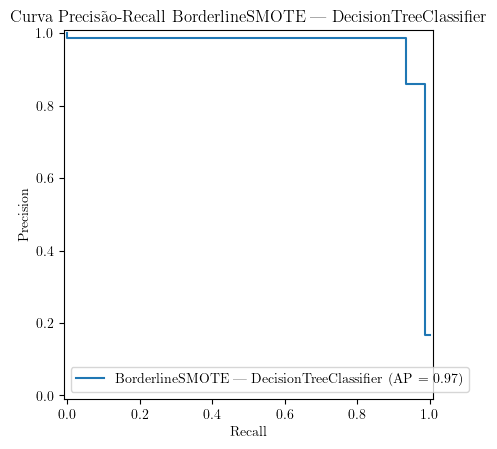 Curva Precisão-Recall BorderlineSMOTE — DecisionTreeClassifier
1.0
0.8
0.6
0.4
0.2
0.0
Precision
BorderlineSMOTE — DecisionTreeClassifier (AP = 0.97)
0.0 0.2 0.4 0.6 0.8 1.0
Recall